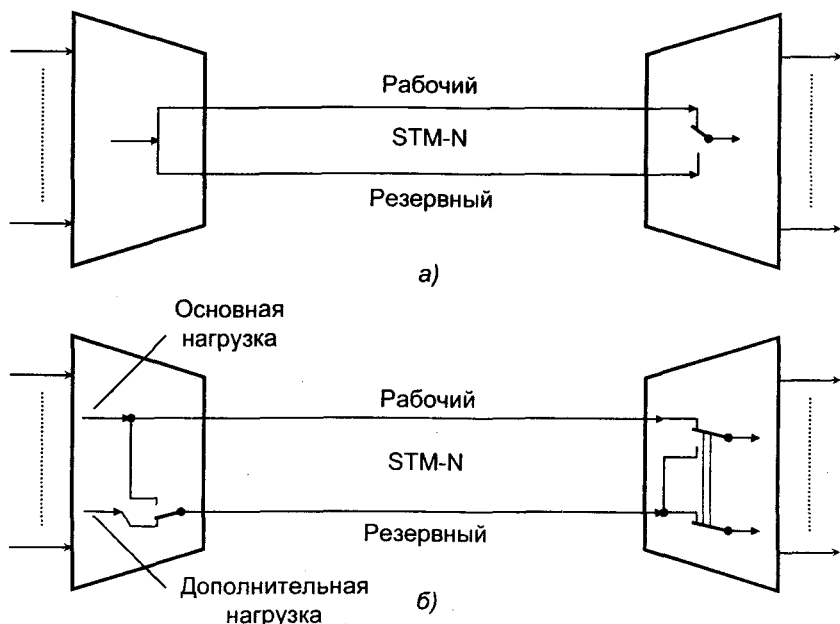 Рабочий
STM-N
Резервный
а)
Основная
нагрузка
Рабочий
STM-N
Резервный
Дополнительная
нагрузка
б)